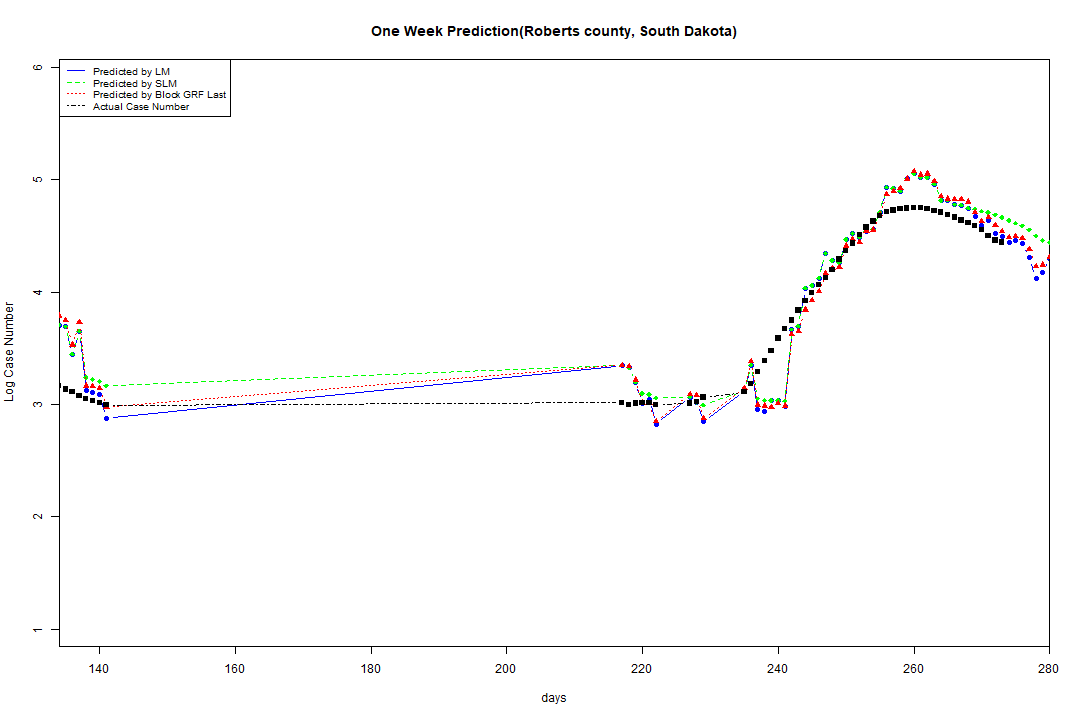 One Week Prediction(Roberts county, South Dakota)
Predicted by LM
Predicted by SLM
Predicted by Block GRF Last
Actual Case Number
6
5
4
3
2
1
Log Case Number
140 160 180 200 220 240 260 280
days